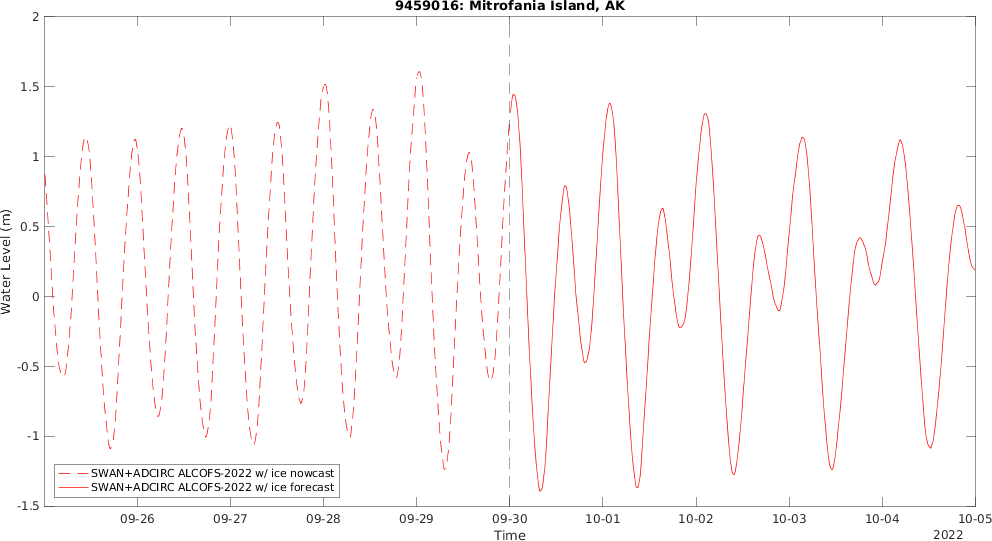 9459016: Mitrofania Island, AK
2
1.5
1
0.5
0
-0.5
-1
-1.5
Water Level (m)
SWAN+ADCIRC ALCOFS-2022 w/ ice nowcast
SWAN+ADCIRC ALCOFS-2022 w/ ice forecast
09-26 09-27 09-28 09-29 09-30 10-01 10-02 10-03 10-04 10-05
Time
2022